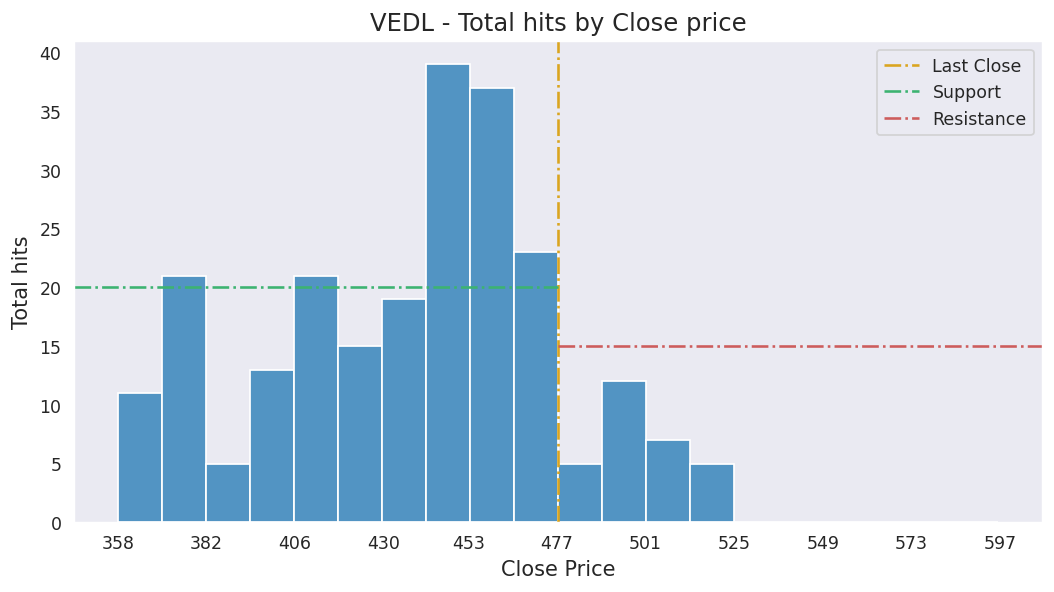 VEDL - Total hits by Close price
40
35
30
25
20
15
10
5
0
Total hits
Last Close
Support
Resistance
358 382 406 430 453 477 501 525 549 573 597
Close Price